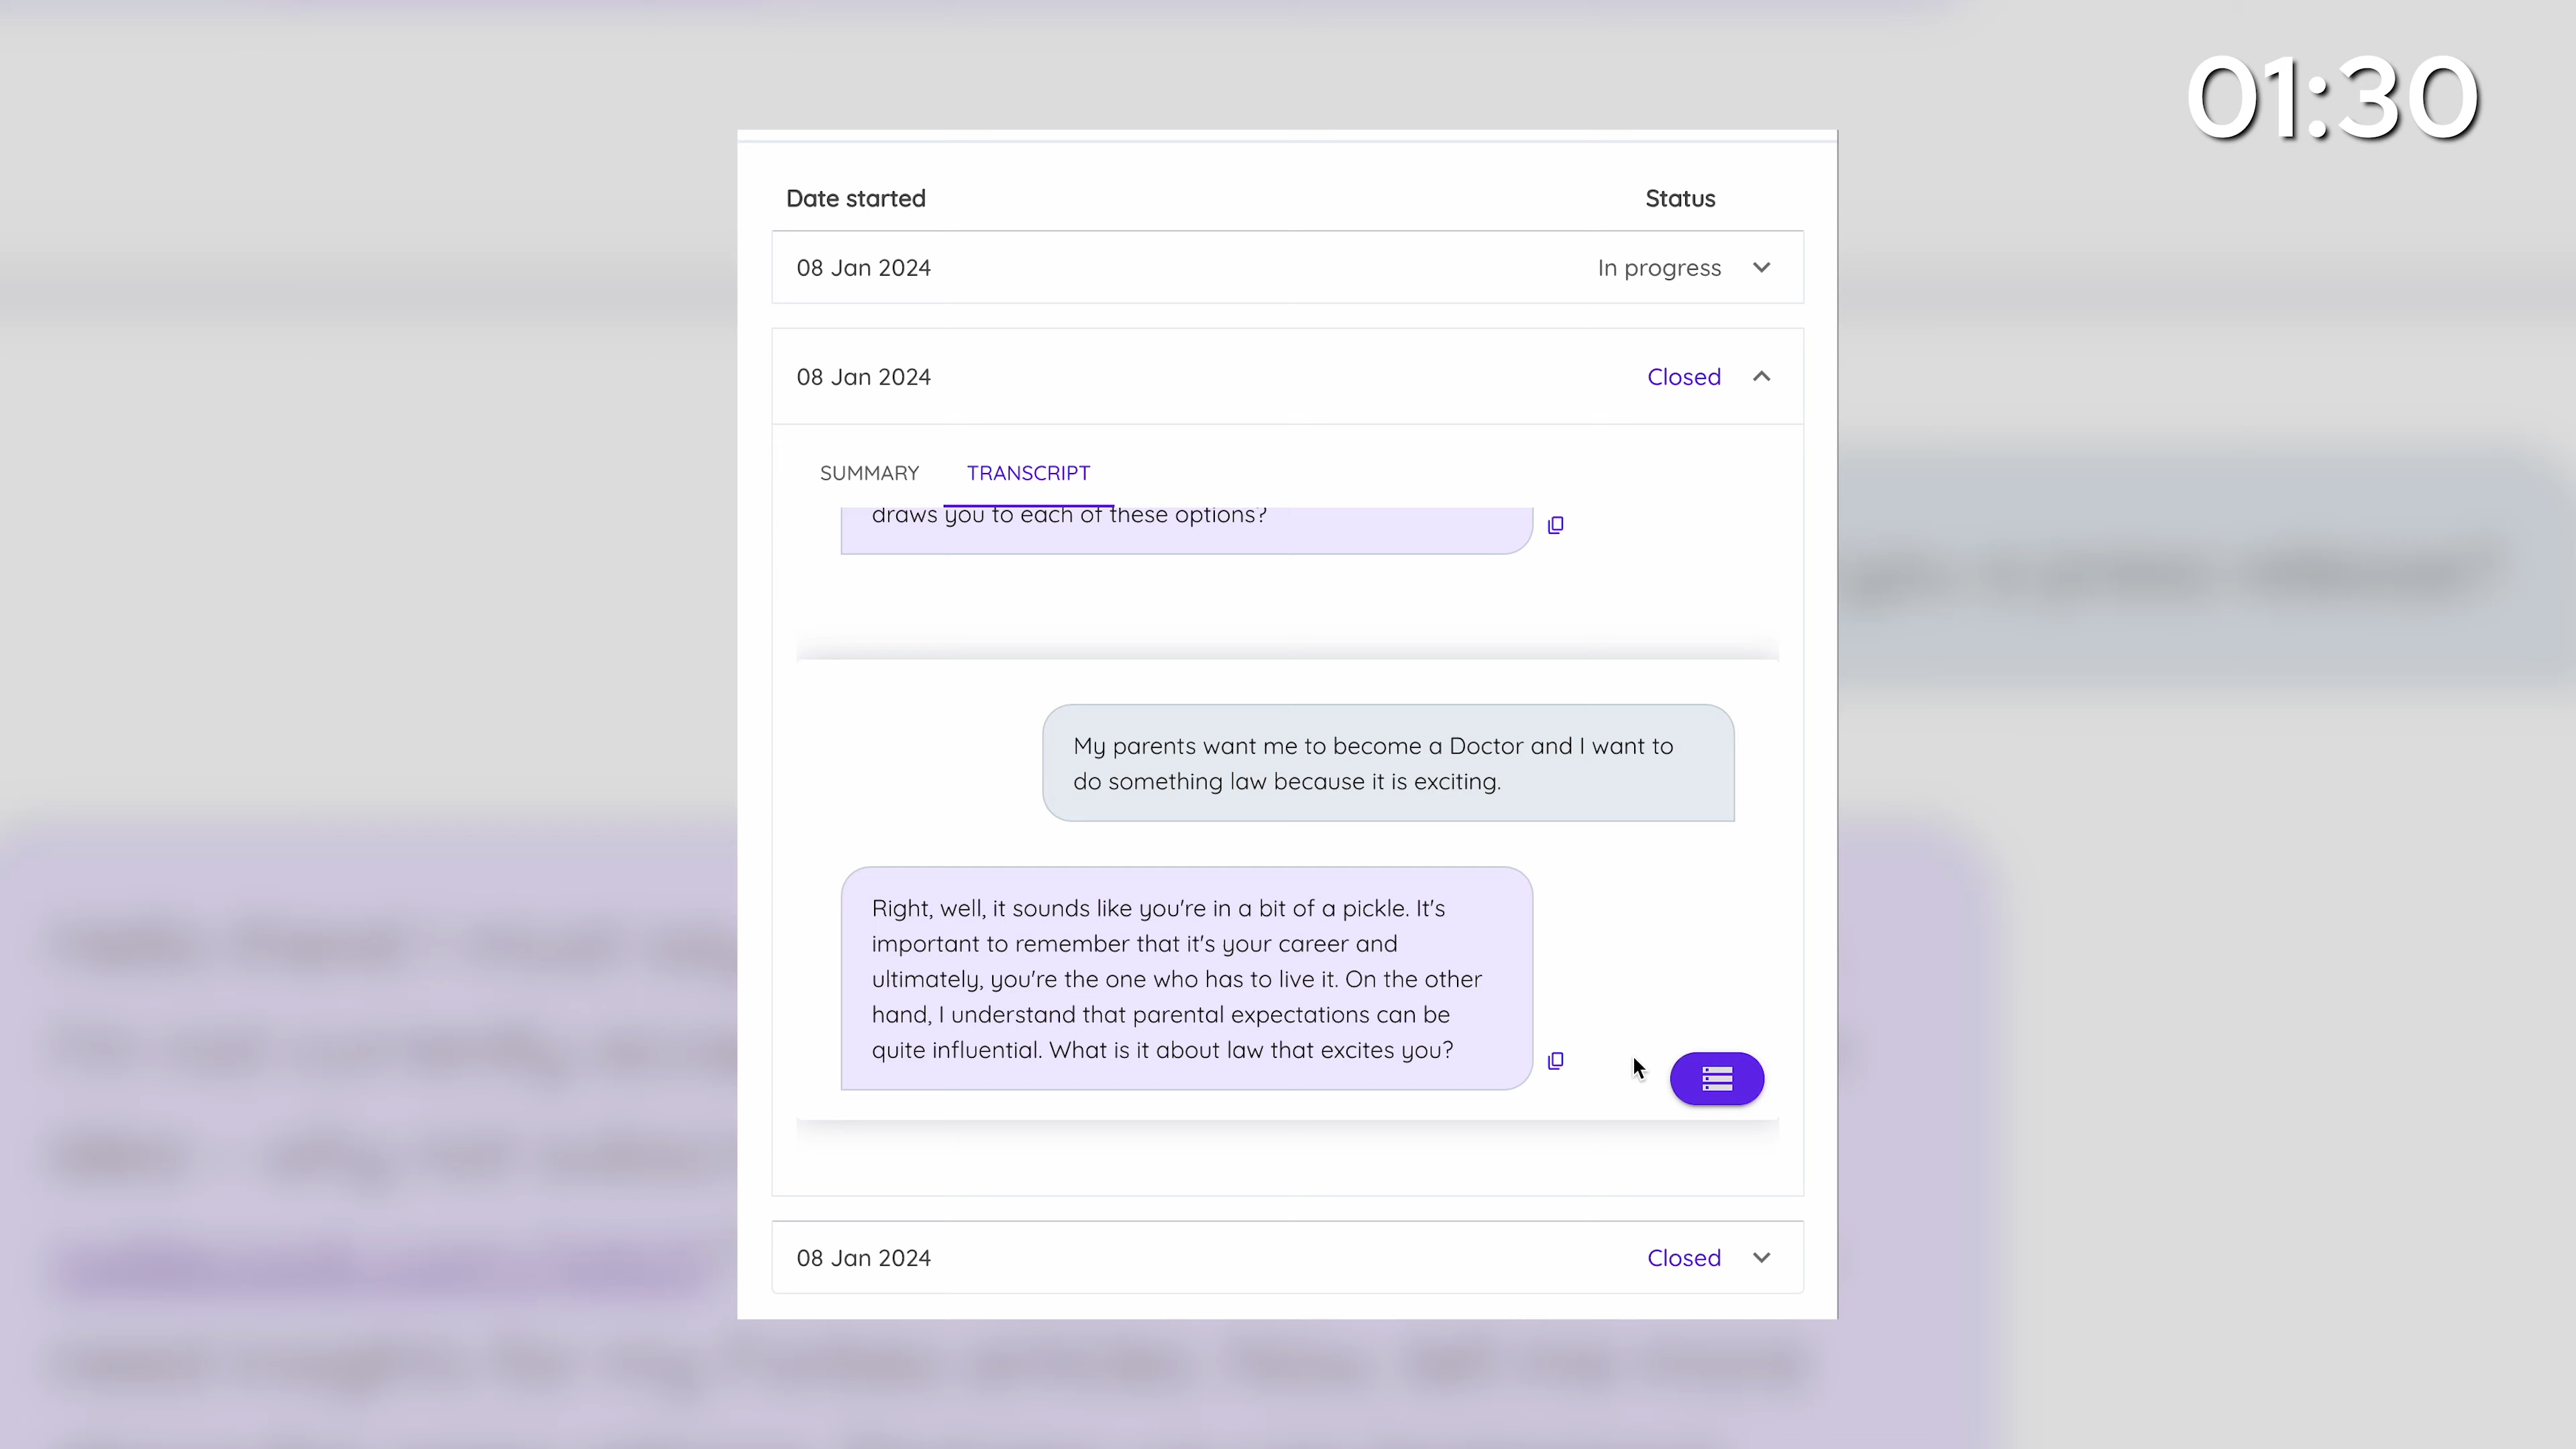 01:30
Date started
Status
08 Jan 2024
In progress
08 Jan 2024
Closed
SUMMARY
TRANSCRIPT
draws you to each of these options?
My parents want me to become a Doctor and I want to
do something law because it is exciting.
Right, well, it sounds like you're in a bit of a pickle. It's
important to remember that it's your career and
ultimately, you're the one who has to live it. On the other
hand, I understand that parental expectations can be
quite influential. What is it about law that excites you?
08 Jan 2024
Closed